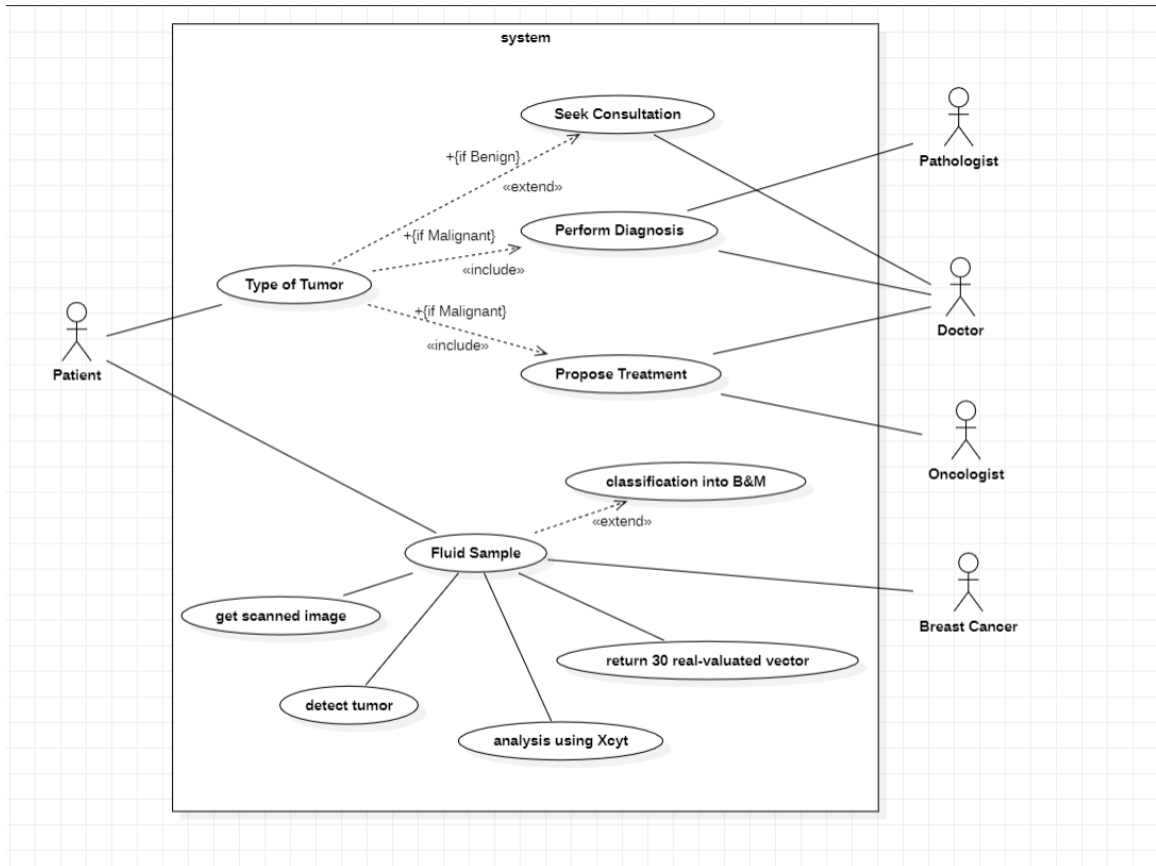 system
Seek Consultation
+{if Benign}
«extend»
Pathologist
Perform Diagnosis
+{if Malignant}
«include»
Type of Tumor
+{if Malignant}
«include»
Doctor
Patient
Propose Treatment
Oncologist
classification into B&M
«extend»
Fluid Sample
get scanned image
Breast Cancer
return 30 real-valuated vector
detect tumor
analysis using Xcyt